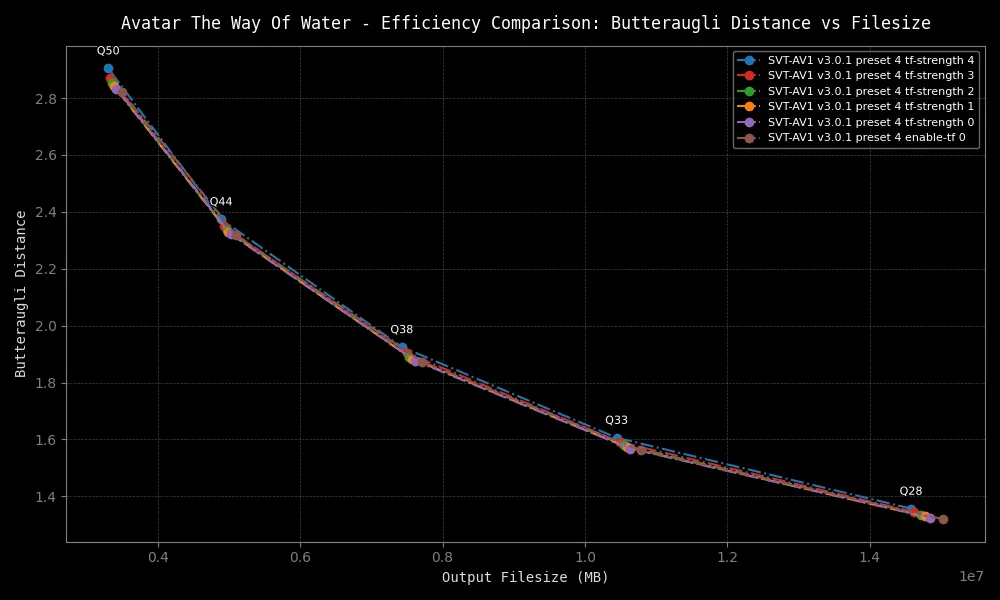 Avatar The Way Of Water - Efficiency Comparison: Butteraugli Distance vs Filesize
Q50
SVT-AV1 v3.0.1 preset 4 tf-strength 4
SVT-AV1 v3.0.1 preset 4 tf-strength 3
SVT-AV1 v3.0.1 preset 4 tf-strength 2
SVT-AV1 v3.0.1 preset 4 tf-strength 1
SVT-AV1 v3.0.1 preset 4 tf-strength 0
SVT-AV1 v3.0.1 preset 4 enable-tf 0
2.8
2.6
2.4
2.2
2.0
1.8
1.6
1.4
Butteraugli Distance
Q44
Q38
Q33
Q28
0.4
0.6
0.8
1.0
1.2
1.4
1e7
Output Filesize (MB)